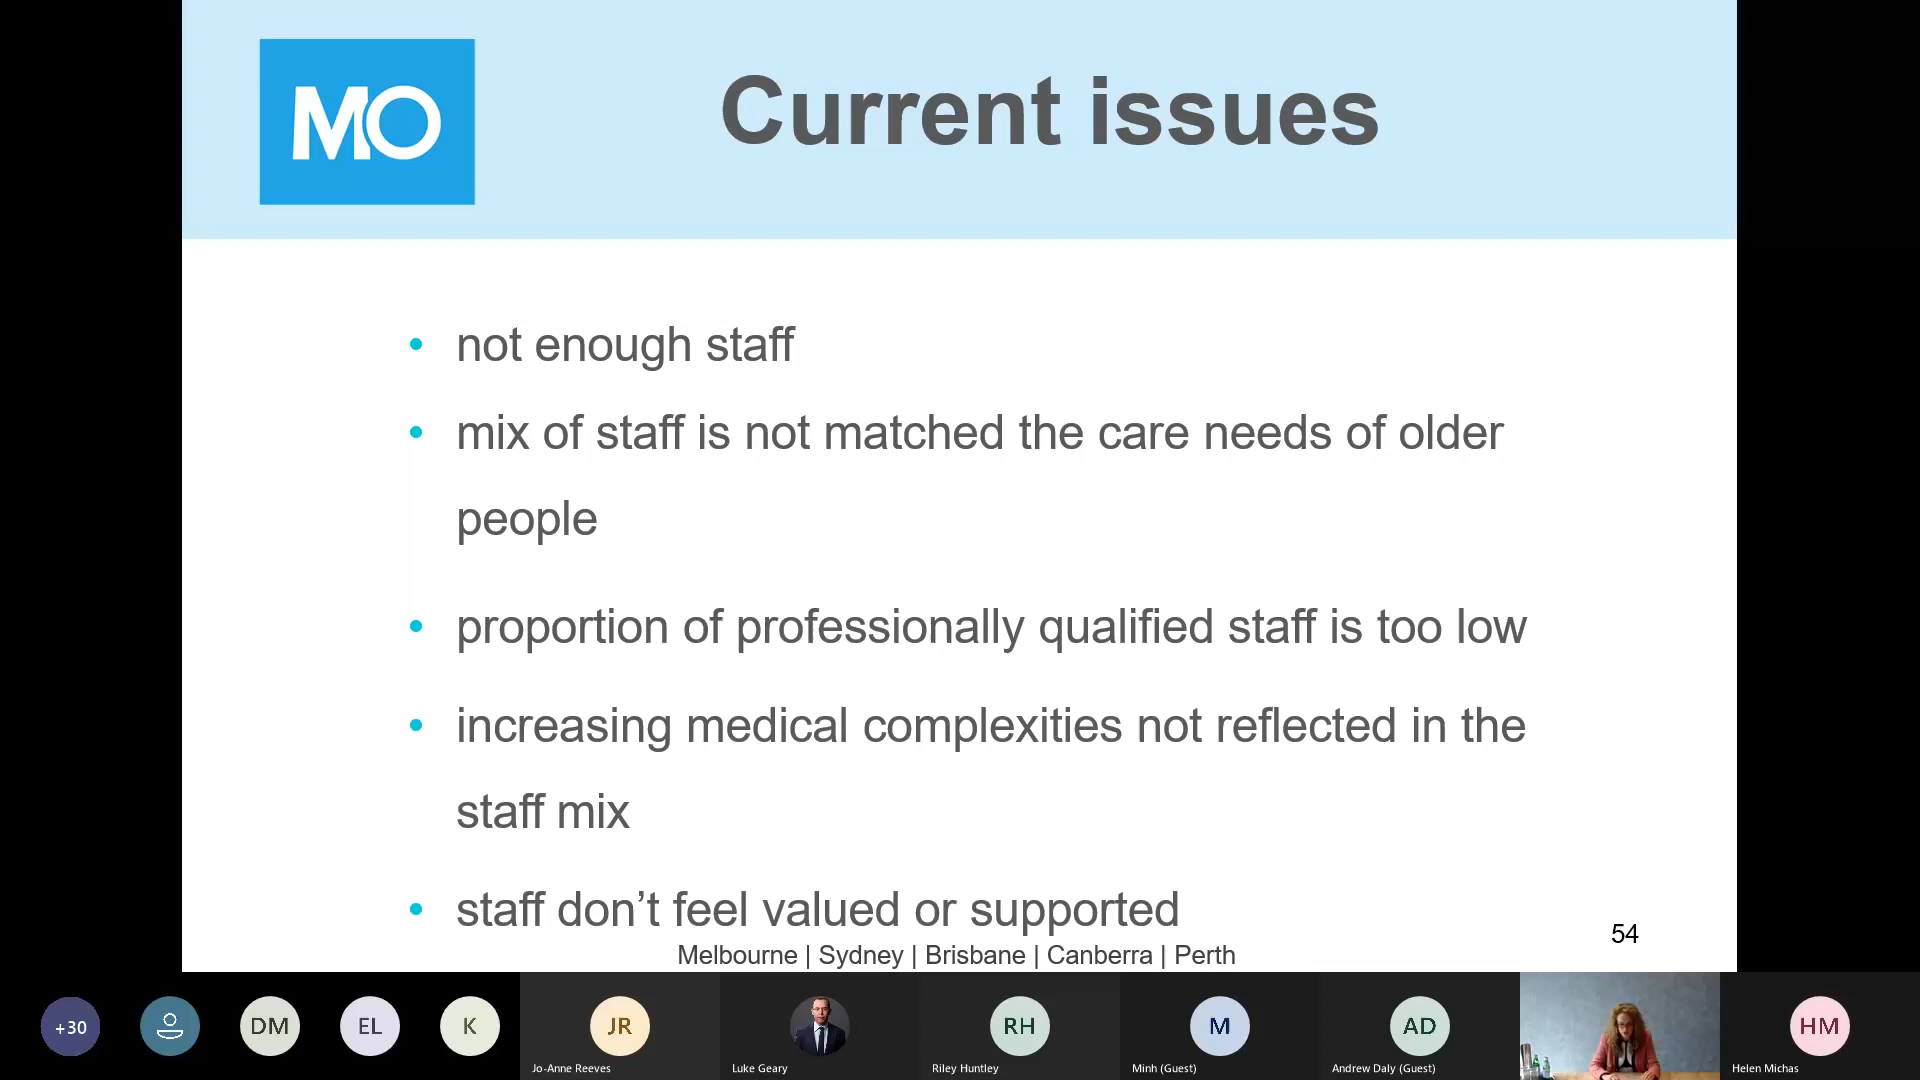 MO
Current issues
• not enough staff
• mix of staff is not matched the care needs of older
people
• proportion of professionally qualified staff is too low
• increasing medical complexities not reflected in the
staff mix
• staff don’t feel valued or supported
54
Melbourne | Sydney | Brisbane | Canberra | Perth
+30
DM
EL
K
JR
RH
M
AD
HM
Jo-Anne Reeves
Luke Geary
Riley Huntley
Minh (Guest)
Andrew Daly (Guest)
Helen Michas